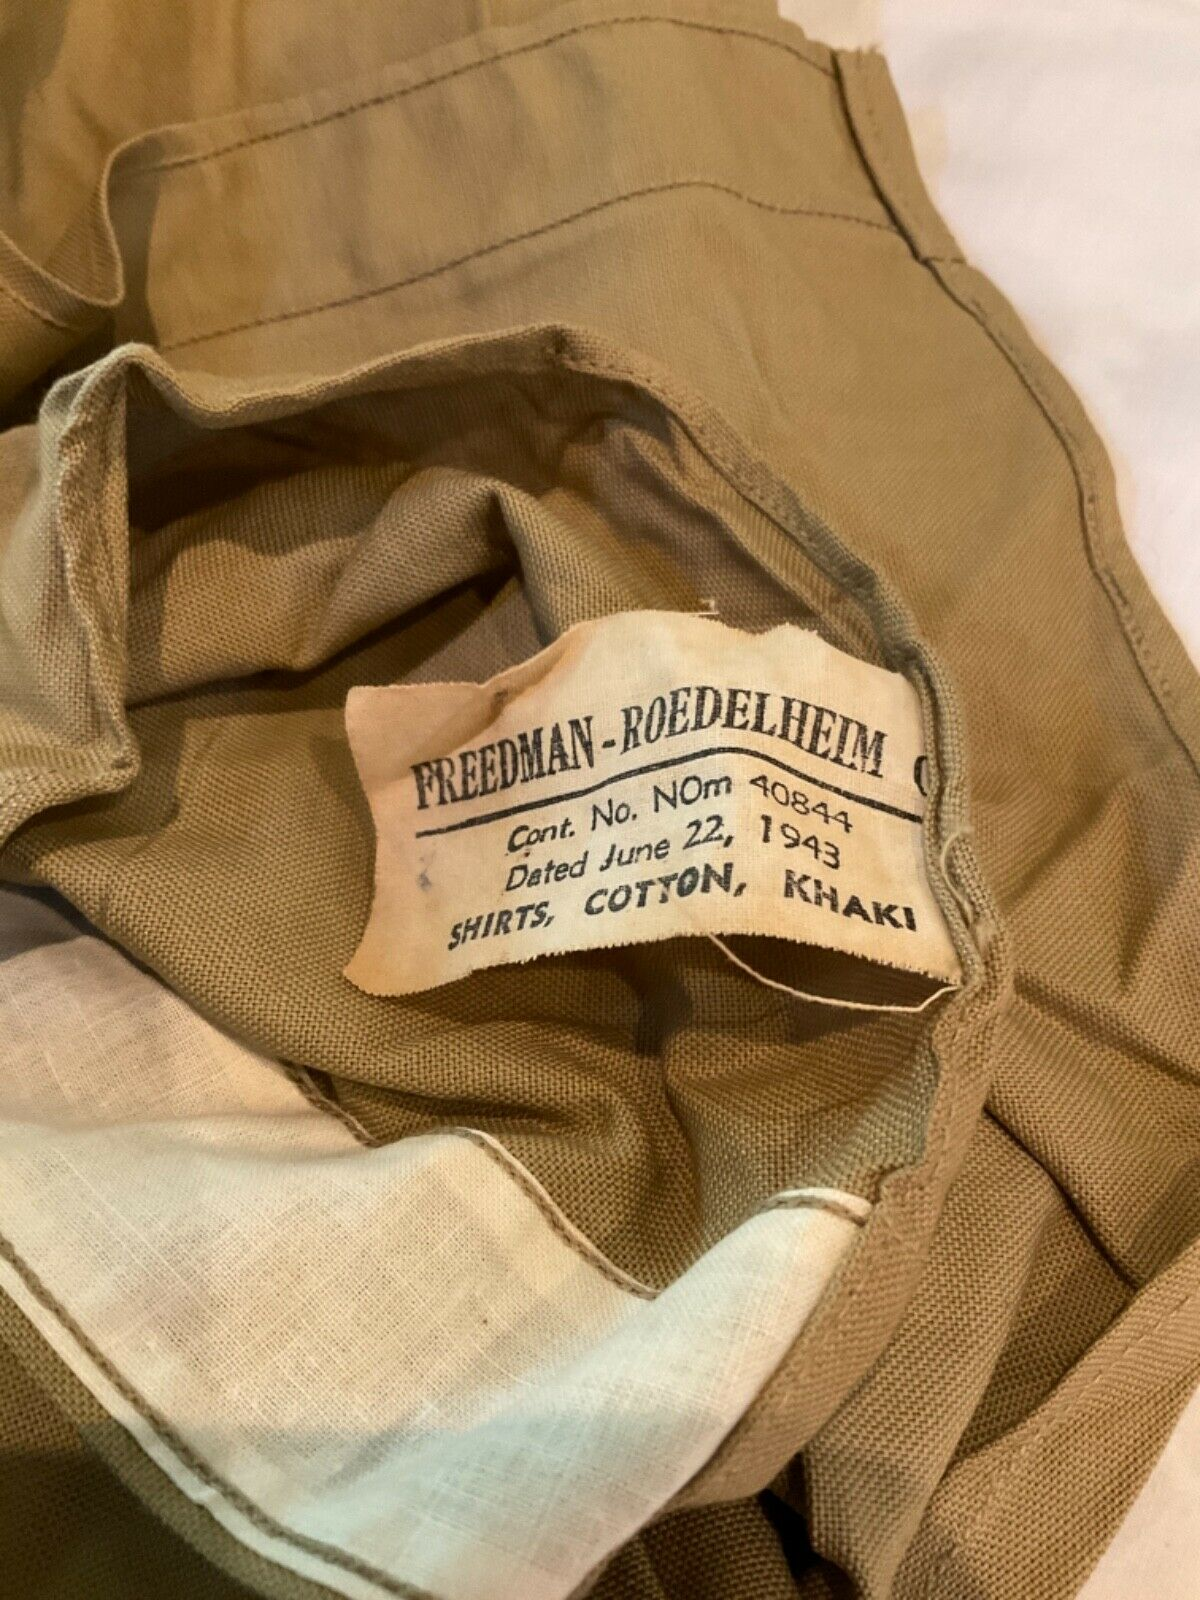 FREEDMAN-ROEDELHEIM
Cont. No. NOm 40844
Dated June 22, 1943
SHIRTS, COTTON, KHAKI